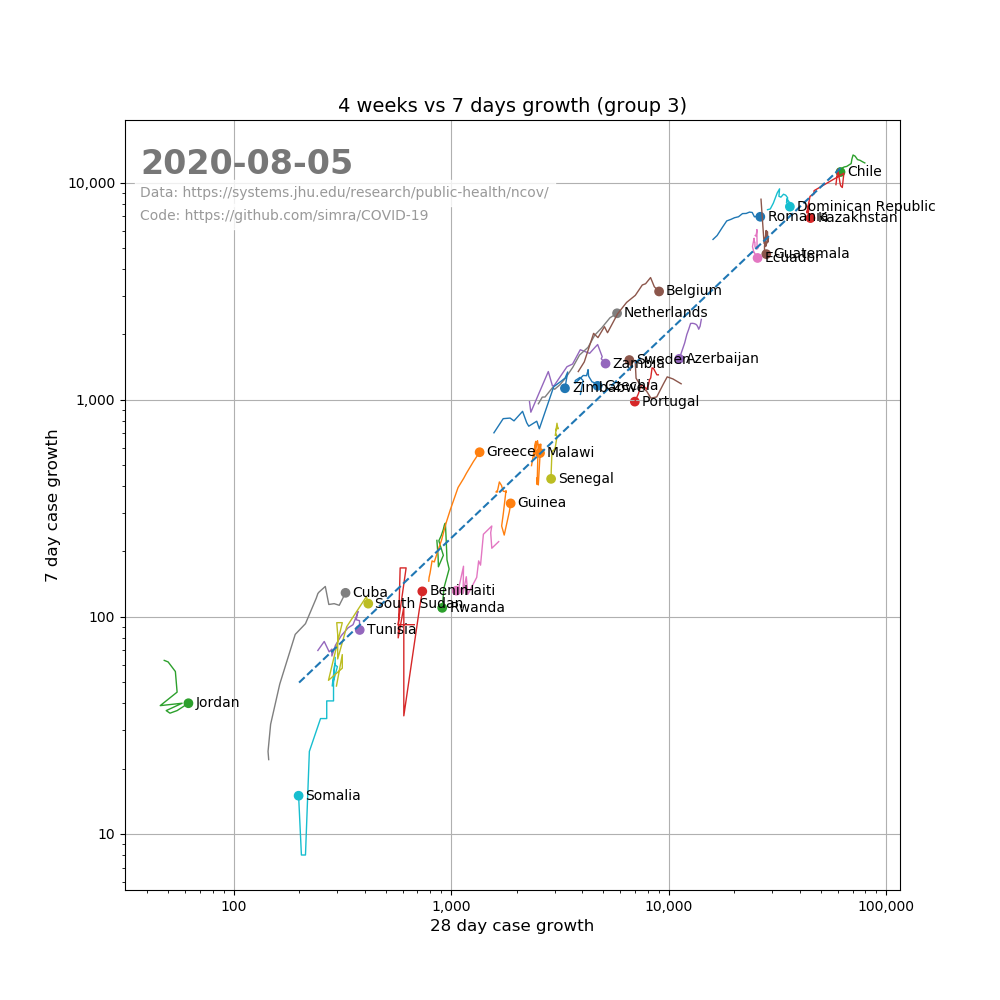 4 weeks vs 7 days growth (group 3)
2020-08-05
Data: https://systems.jhu.edu/research/public-health/ncov/
Code: https://github.com/simra/COVID-19
7 day case growth
10,000
1,000
100
10
Chile
Dominican Republic
Romania
Kazakhstan
Guatemala
Ecuador
Belgium
Netherlands
Sweden
Azerbaijan
Zambia
Zimbabwe
Czechia
Portugal
Greece
Malawi
Senegal
Guinea
Cuba
Benin
Haiti
South Sudan
Rwanda
Tunisia
Jordan
Somalia
100
1,000
10,000
100,000
28 day case growth